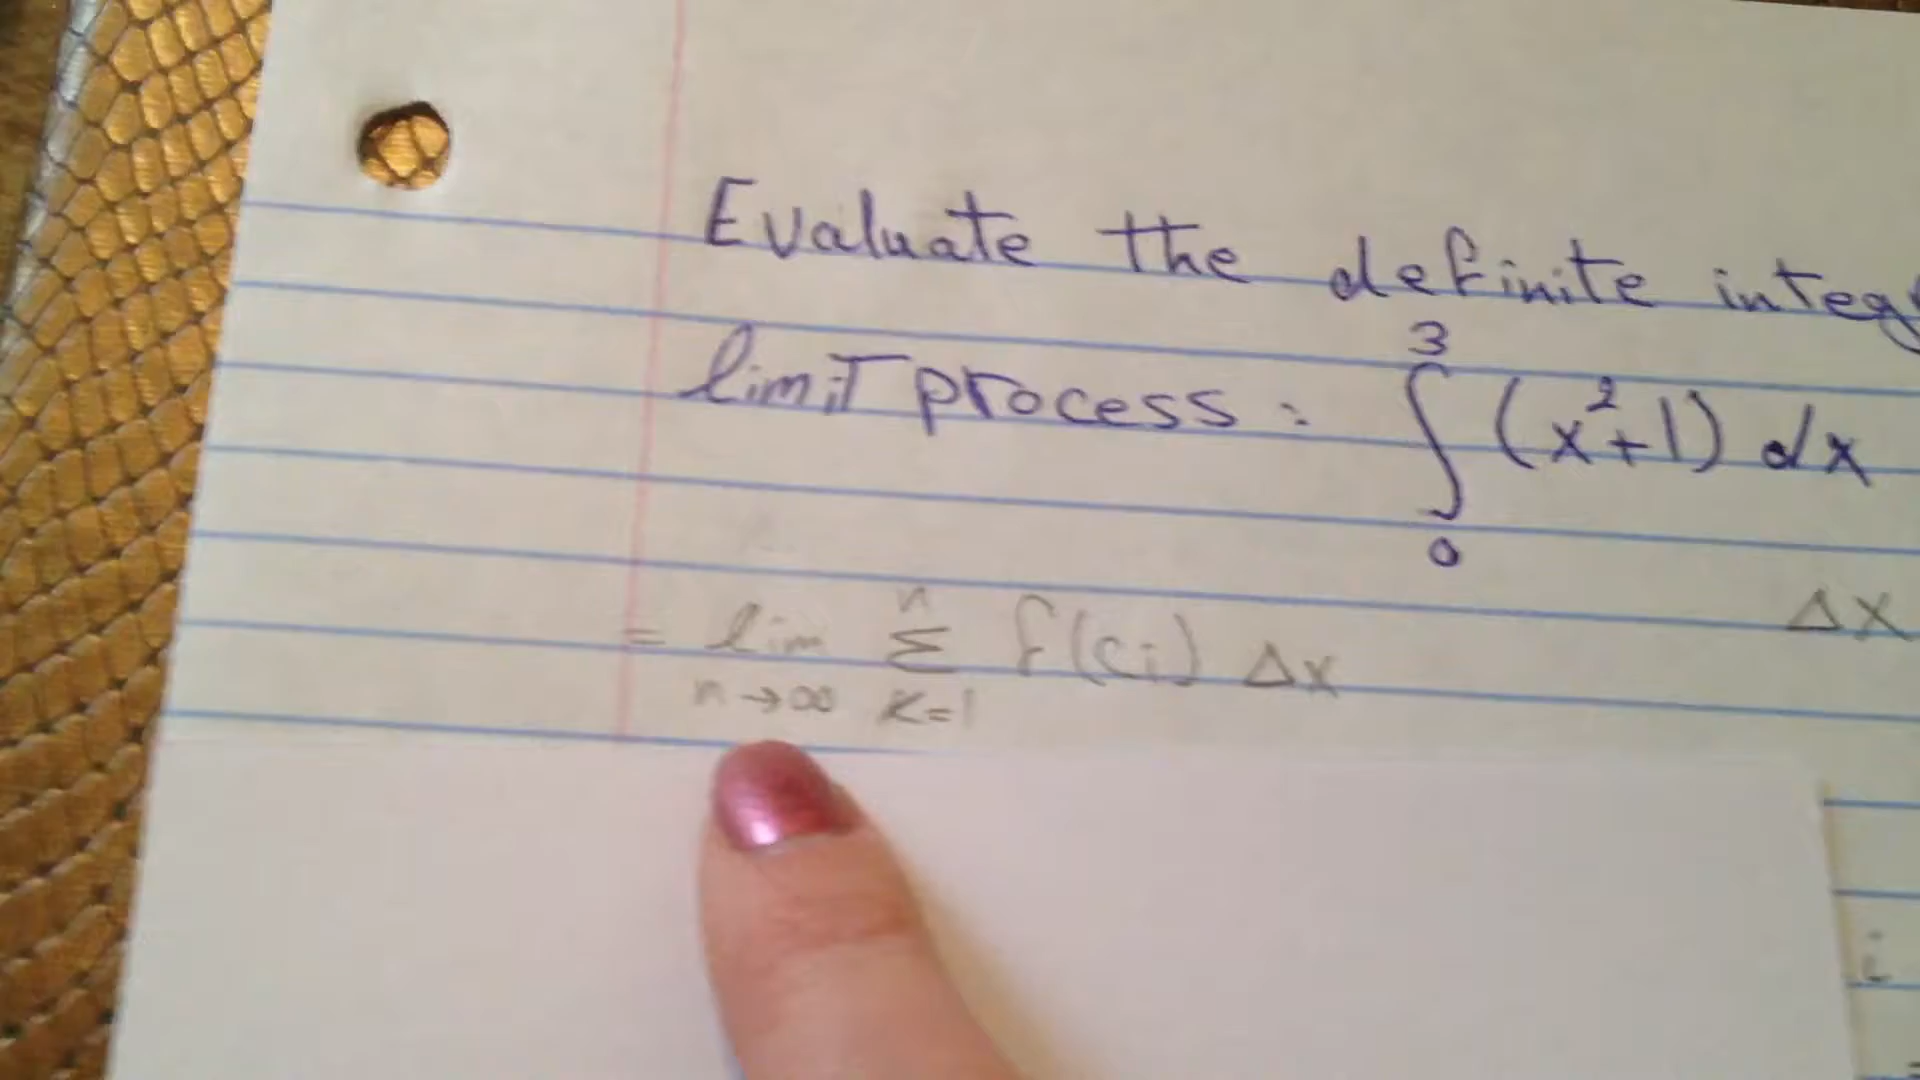 Evaluate the definite integ
limit process: ∫₀³ (x²+1) dx
Δx
= lim n→∞ Σ k=1 n f(ci) Δx
i